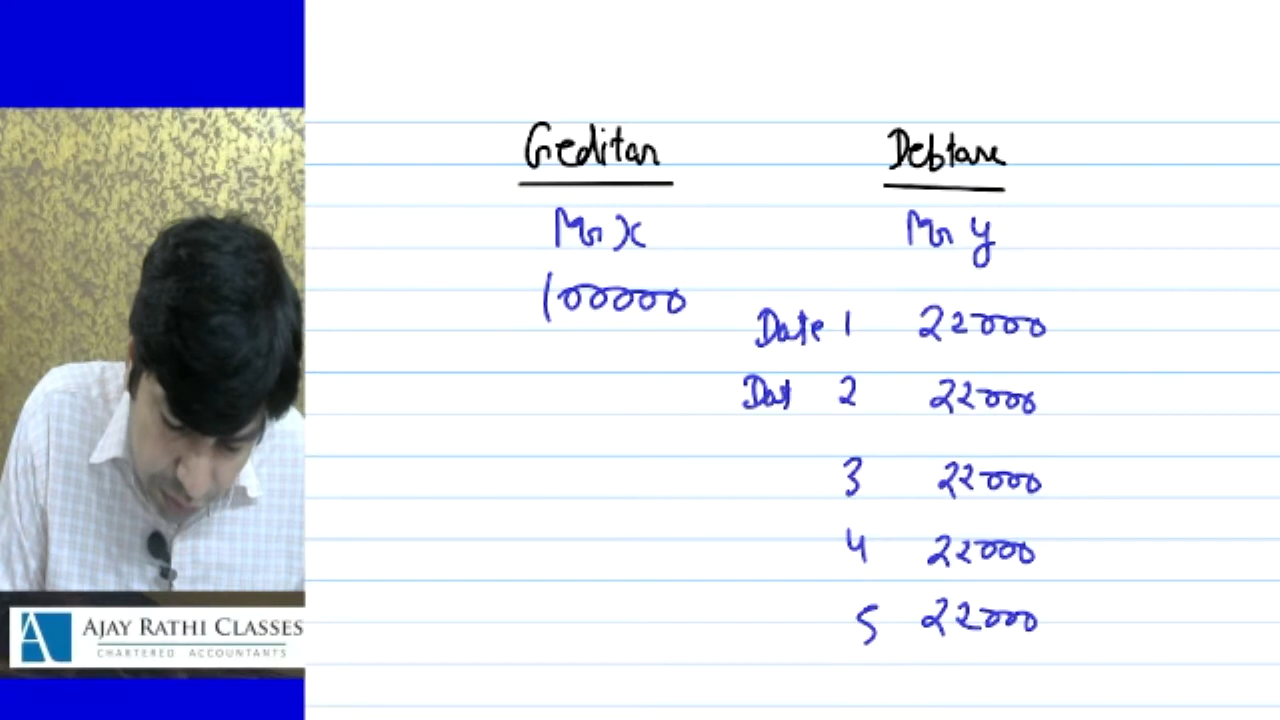 Creditor Debtor
Mr X Mr Y
100000
Date 1 22000
Dat 2 22000
3 22000
4 22000
5 22000
AJAY RATHI CLASSES
CHARTERED ACCOUNTANTS